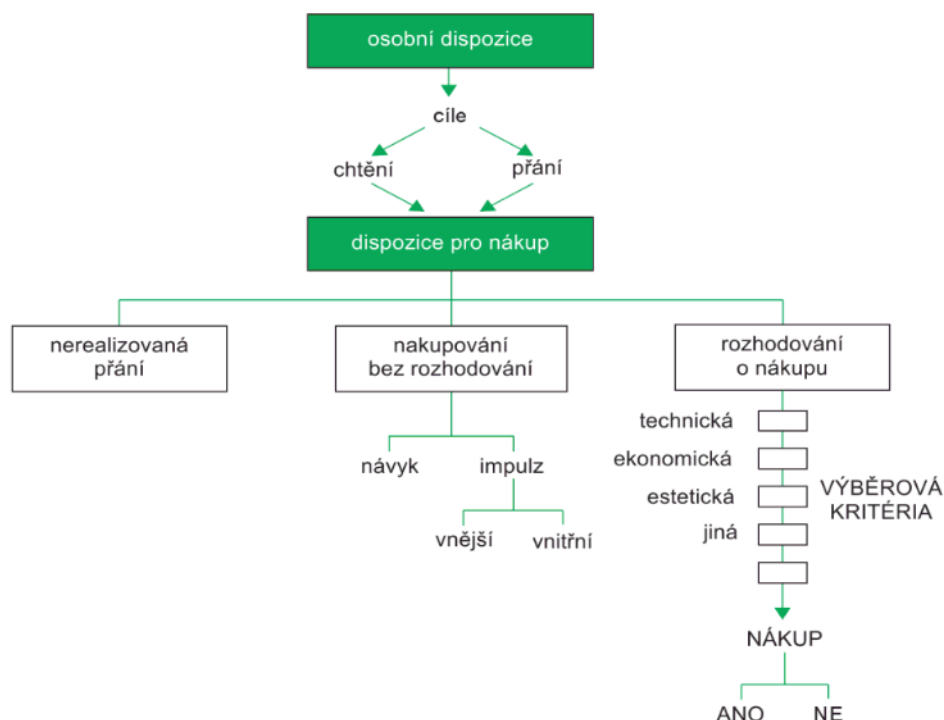 osobní dispozice
cíle
chtění
přání
dispozice pro nákup
nerealizovaná
přání
nakupování
bez rozhodování
rozhodování
o nákupu
návyk
impulz
vnější
vnitřní
technická
ekonomická
estetická
jiná
VÝBĚROVÁ
KRITÉRIA
NÁKUP
ANO
NE